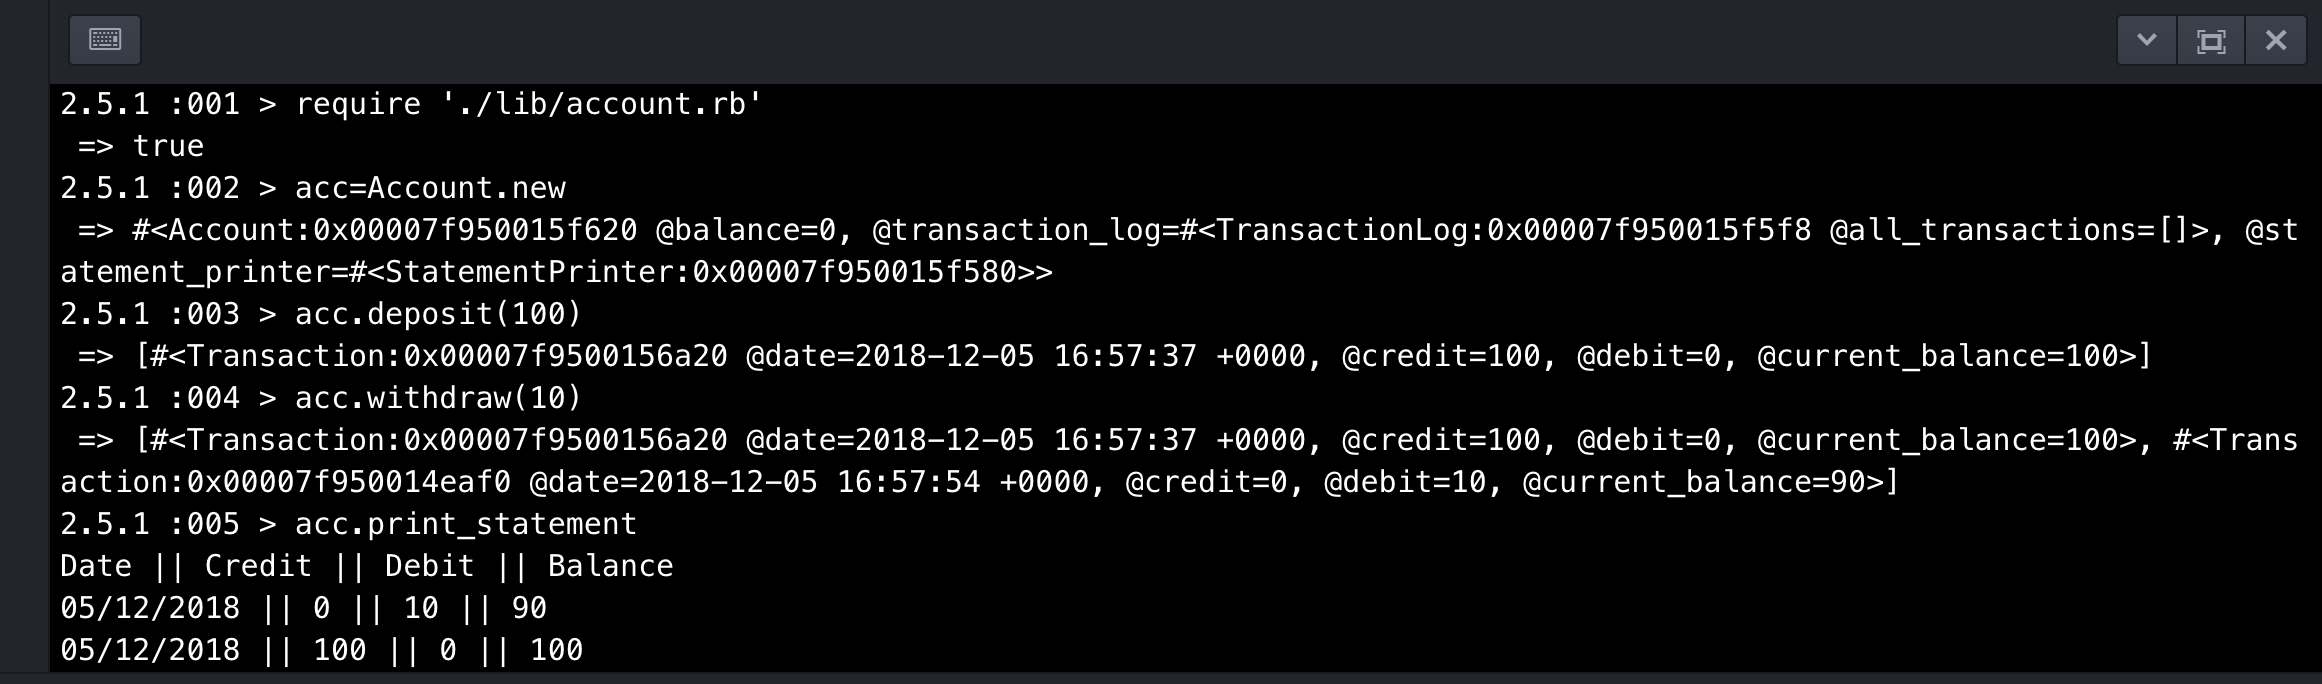 2.5.1 :001 > require './lib/account.rb'
 => true
2.5.1 :002 > acc=Account.new
 => #<Account:0x00007f950015f620 @balance=0, @transaction_log=#<TransactionLog:0x00007f950015f5f8 @all_transactions=[]>, @st
atement_printer=#<StatementPrinter:0x00007f950015f580>>
2.5.1 :003 > acc.deposit(100)
 => [#<Transaction:0x00007f9500156a20 @date=2018-12-05 16:57:37 +0000, @credit=100, @debit=0, @current_balance=100>]
2.5.1 :004 > acc.withdraw(10)
 => [#<Transaction:0x00007f9500156a20 @date=2018-12-05 16:57:37 +0000, @credit=100, @debit=0, @current_balance=100>, #<Trans
action:0x00007f950014eaf0 @date=2018-12-05 16:57:54 +0000, @credit=0, @debit=10, @current_balance=90>]
2.5.1 :005 > acc.print_statement
Date || Credit || Debit || Balance
05/12/2018 || 0 || 10 || 90
05/12/2018 || 100 || 0 || 100